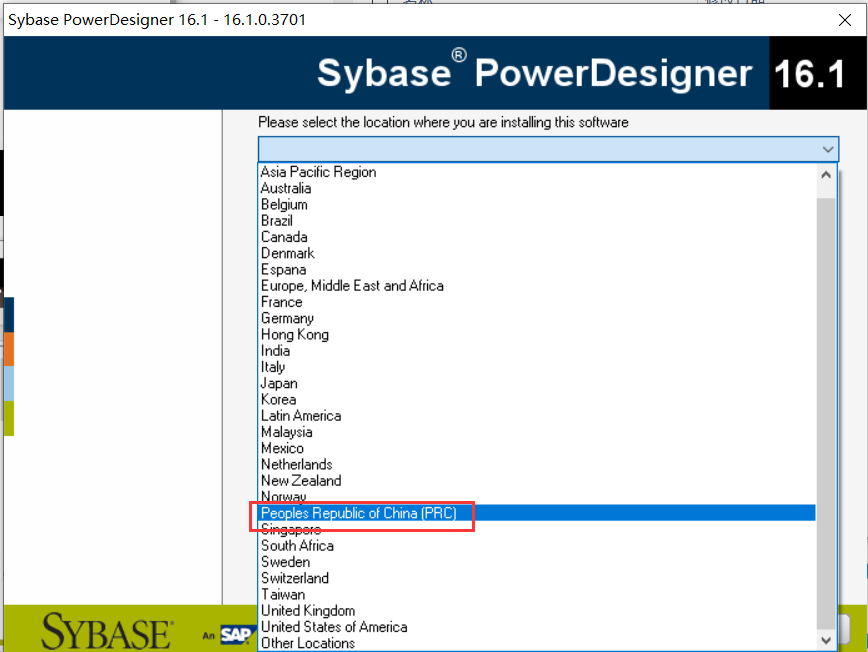 Sybase PowerDesigner 16.1 - 16.1.0.3701
Sybase® PowerDesigner 16.1
Please select the location where you are installing this software
Asia Pacific Region
Australia
Belgium
Brazil
Canada
Denmark
Espana
Europe, Middle East and Africa
France
Germany
Hong Kong
India
Italy
Japan
Korea
Latin America
Malaysia
Mexico
Netherlands
New Zealand
Norway
Peoples Republic of China (PRC)
Singapore
South Africa
Sweden
Switzerland
Taiwan
United Kingdom
United States of America
Other Locations
SYBASE An SAP